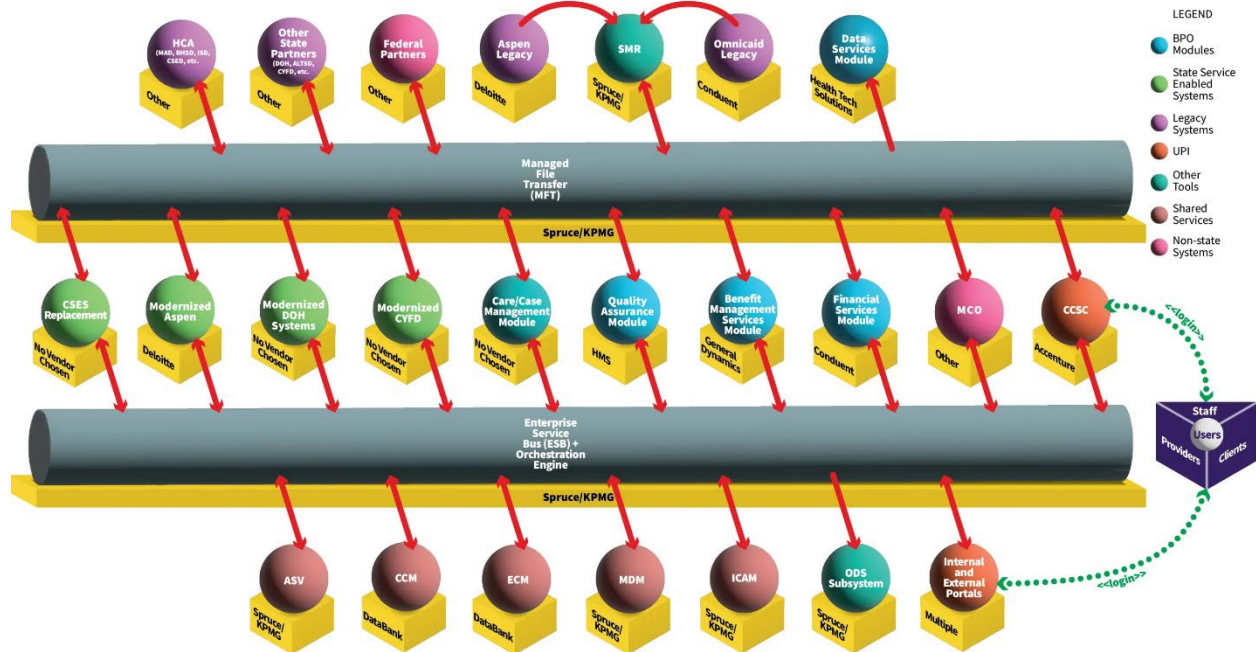 HCA
(MAD, BHSD, ISD,
CSED, etc.)
Other
Other
State
Partners
(DOH, ALTSD,
CYFD, etc.
Other
Federal
Partners
Other
Aspen
Legacy
Deloitte
SMR
Spruce/
KPMG
Omnicaid
Legacy
Conduent
Data
Services
Module
Health Tech
Solutions
LEGEND
BPO
Modules
State Service
Enabled
Systems
Legacy
Systems
UPI
Other
Tools
Shared
Services
Non-state
Systems
Managed
File
Transfer
(MFT)
Spruce/KPMG
CSES
Replacement
No Vendor
Chosen
Modernized
Aspen
Deloitte
Modernized
DOH
Systems
No Vendor
Chosen
Modernized
CYFD
No Vendor
Chosen
Care/Case
Management
Module
No Vendor
Chosen
Quality
Assurance
Module
HMS
Benefit
Management
Services
Module
General
Dynamics
Financial
Services
Module
Conduent
MCO
Other
CCSC
Accenture
<<login>>
Staff
Users
Providers
Clients
Enterprise
Service
Bus (ESB) +
Orchestration
Engine
Spruce/KPMG
ASV
Spruce/
KPMG
CCM
DataBank
ECM
DataBank
MDM
Spruce/
KPMG
ICAM
Spruce/
KPMG
ODS
Subsystem
Spruce/
KPMG
Internal
and
External
Portals
Multiple
<<login>>